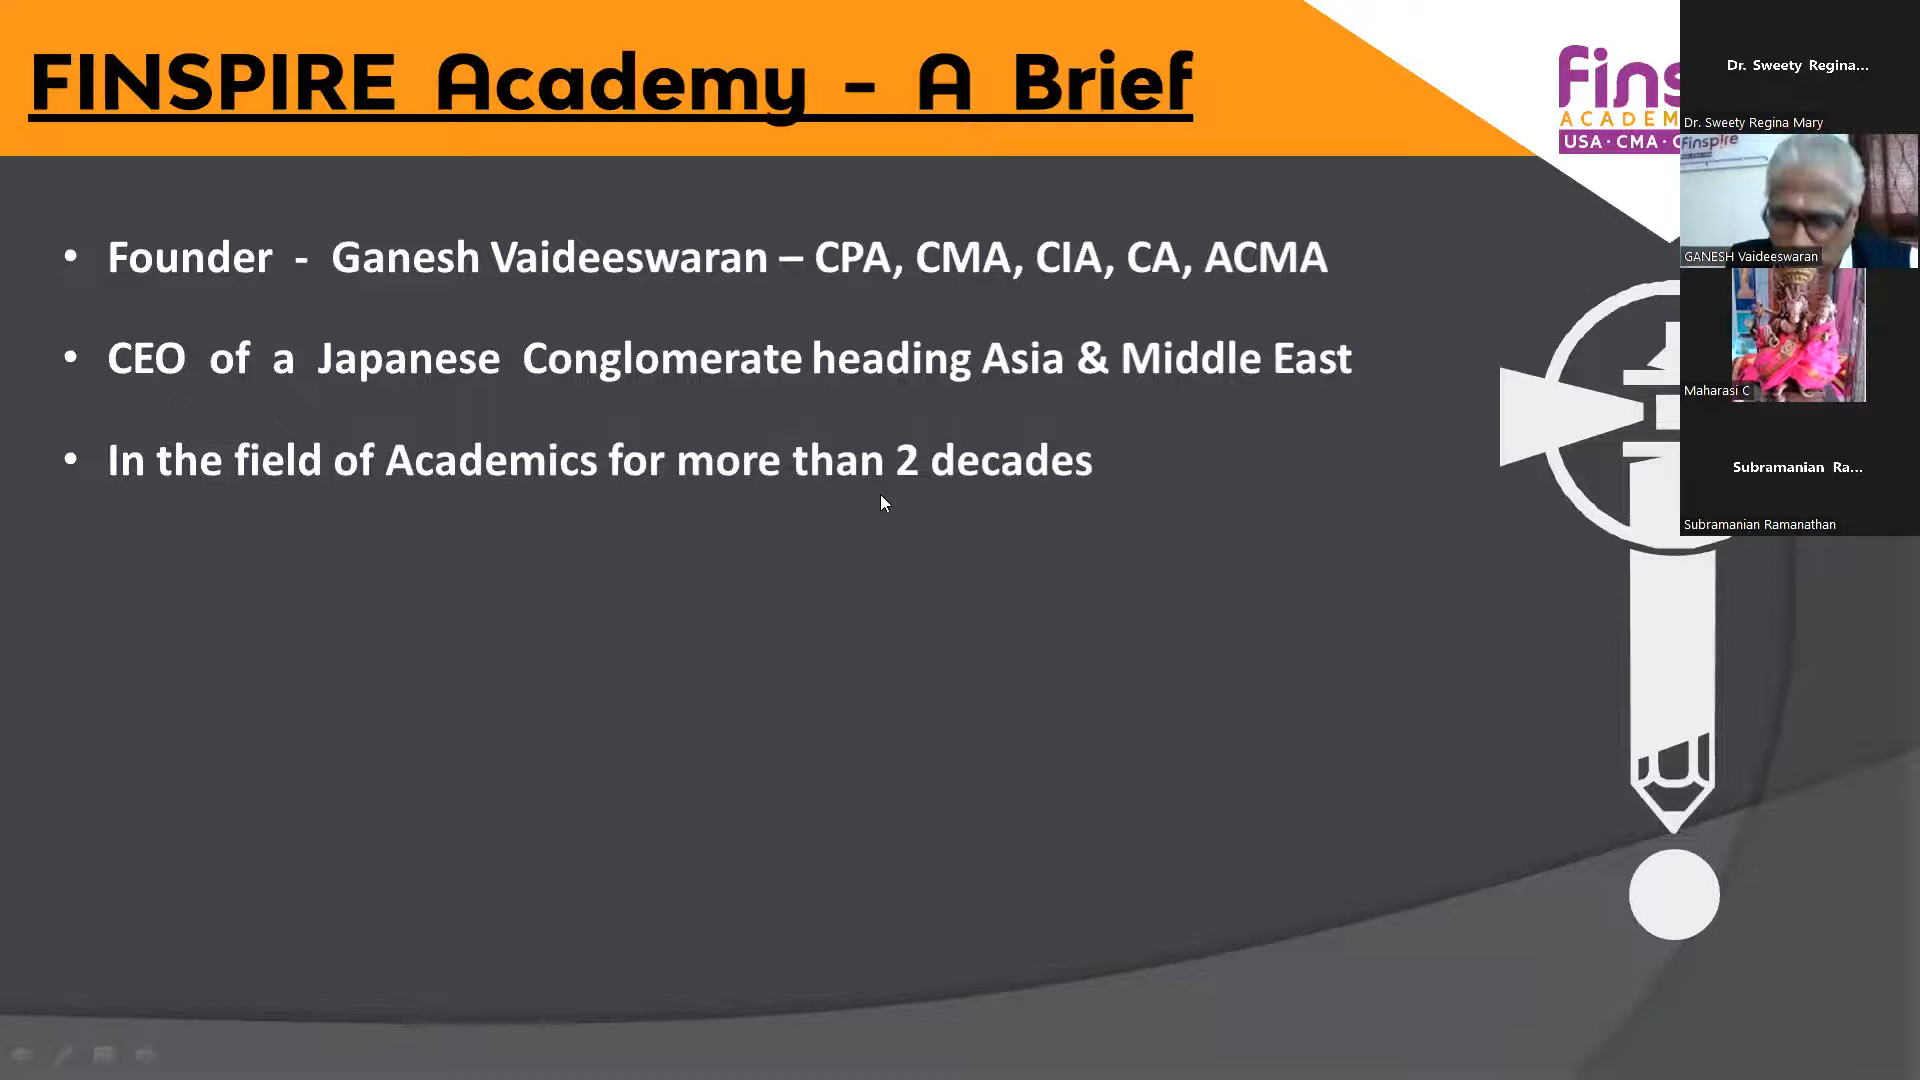 FINSPIRE Academy - A Brief
Fins
ACADEM
USA · CMA ·
• Founder - Ganesh Vaideeswaran – CPA, CMA, CIA, CA, ACMA
• CEO of a Japanese Conglomerate heading Asia & Middle East
• In the field of Academics for more than 2 decades
Dr. Sweety Regina...
Dr. Sweety Regina Mary
Finspire
GANESH Vaideeswaran
Maharasi C
Subramanian Ra...
Subramanian Ramanathan